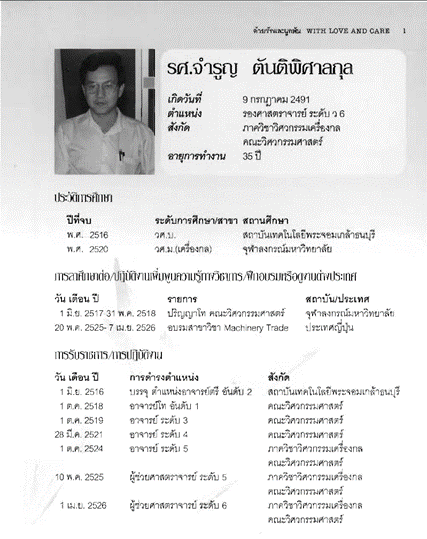 ด้วยรักและผูกพัน WITH LOVE AND CARE 1
รศ.จำรูญ ตันติพิศาลกุล
เกิดวันที่ 9 กรกฎาคม 2491
ตำแหน่ง รองศาสตราจารย์ ระดับ ว 6
สังกัด ภาควิชาวิศวกรรมเครื่องกล
คณะวิศวกรรมศาสตร์
อายุการทำงาน 35 ปี
ประวัติการศึกษา
ปีที่จบ ระดับการศึกษา/สาขา สถานศึกษา
พ.ศ. 2516 วศ.บ. สถาบันเทคโนโลยีพระจอมเกล้าธนบุรี
พ.ศ. 2520 วศ.ม.(เครื่องกล) จุฬาลงกรณ์มหาวิทยาลัย
การลาศึกษาต่อ/ปฏิบัติงานเพิ่มพูนความรู้ทางวิชาการ/ฝึกอบรมหรือดูงานต่างประเทศ
วัน เดือน ปี รายการ สถาบัน/ประเทศ
1 มิ.ย. 2517-31 พ.ค. 2518 ปริญญาโท คณะวิศวกรรมศาสตร์ จุฬาลงกรณ์มหาวิทยาลัย
20 พ.ค. 2525- 7 เม.ย. 2526 อบรมสาขาวิชา Machinery Trade ประเทศญี่ปุ่น
การรับราชการ/การปฏิบัติงาน
วัน เดือน ปี การดำรงตำแหน่ง สังกัด
1 มิ.ย. 2516 บรรจุ ตำแหน่งอาจารย์ตรี อันดับ 2 สถาบันเทคโนโลยีพระจอมเกล้าธนบุรี
1 ต.ค. 2518 อาจารย์โท อันดับ 1 คณะวิศวกรรมศาสตร์
1 ต.ค. 2519 อาจารย์ ระดับ 3 คณะวิศวกรรมศาสตร์
28 มี.ค. 2521 อาจารย์ ระดับ 4 คณะวิศวกรรมศาสตร์
1 ต.ค. 2524 อาจารย์ ระดับ 5 ภาควิชาวิศวกรรมเครื่องกล
คณะวิศวกรรมศาสตร์
10 พ.ค. 2525 ผู้ช่วยศาสตราจารย์ ระดับ 5 ภาควิชาวิศวกรรมเครื่องกล
คณะวิศวกรรมศาสตร์
1 เม.ย. 2526 ผู้ช่วยศาสตราจารย์ ระดับ 6 ภาควิชาวิศวกรรมเครื่องกล
คณะวิศวกรรมศาสตร์